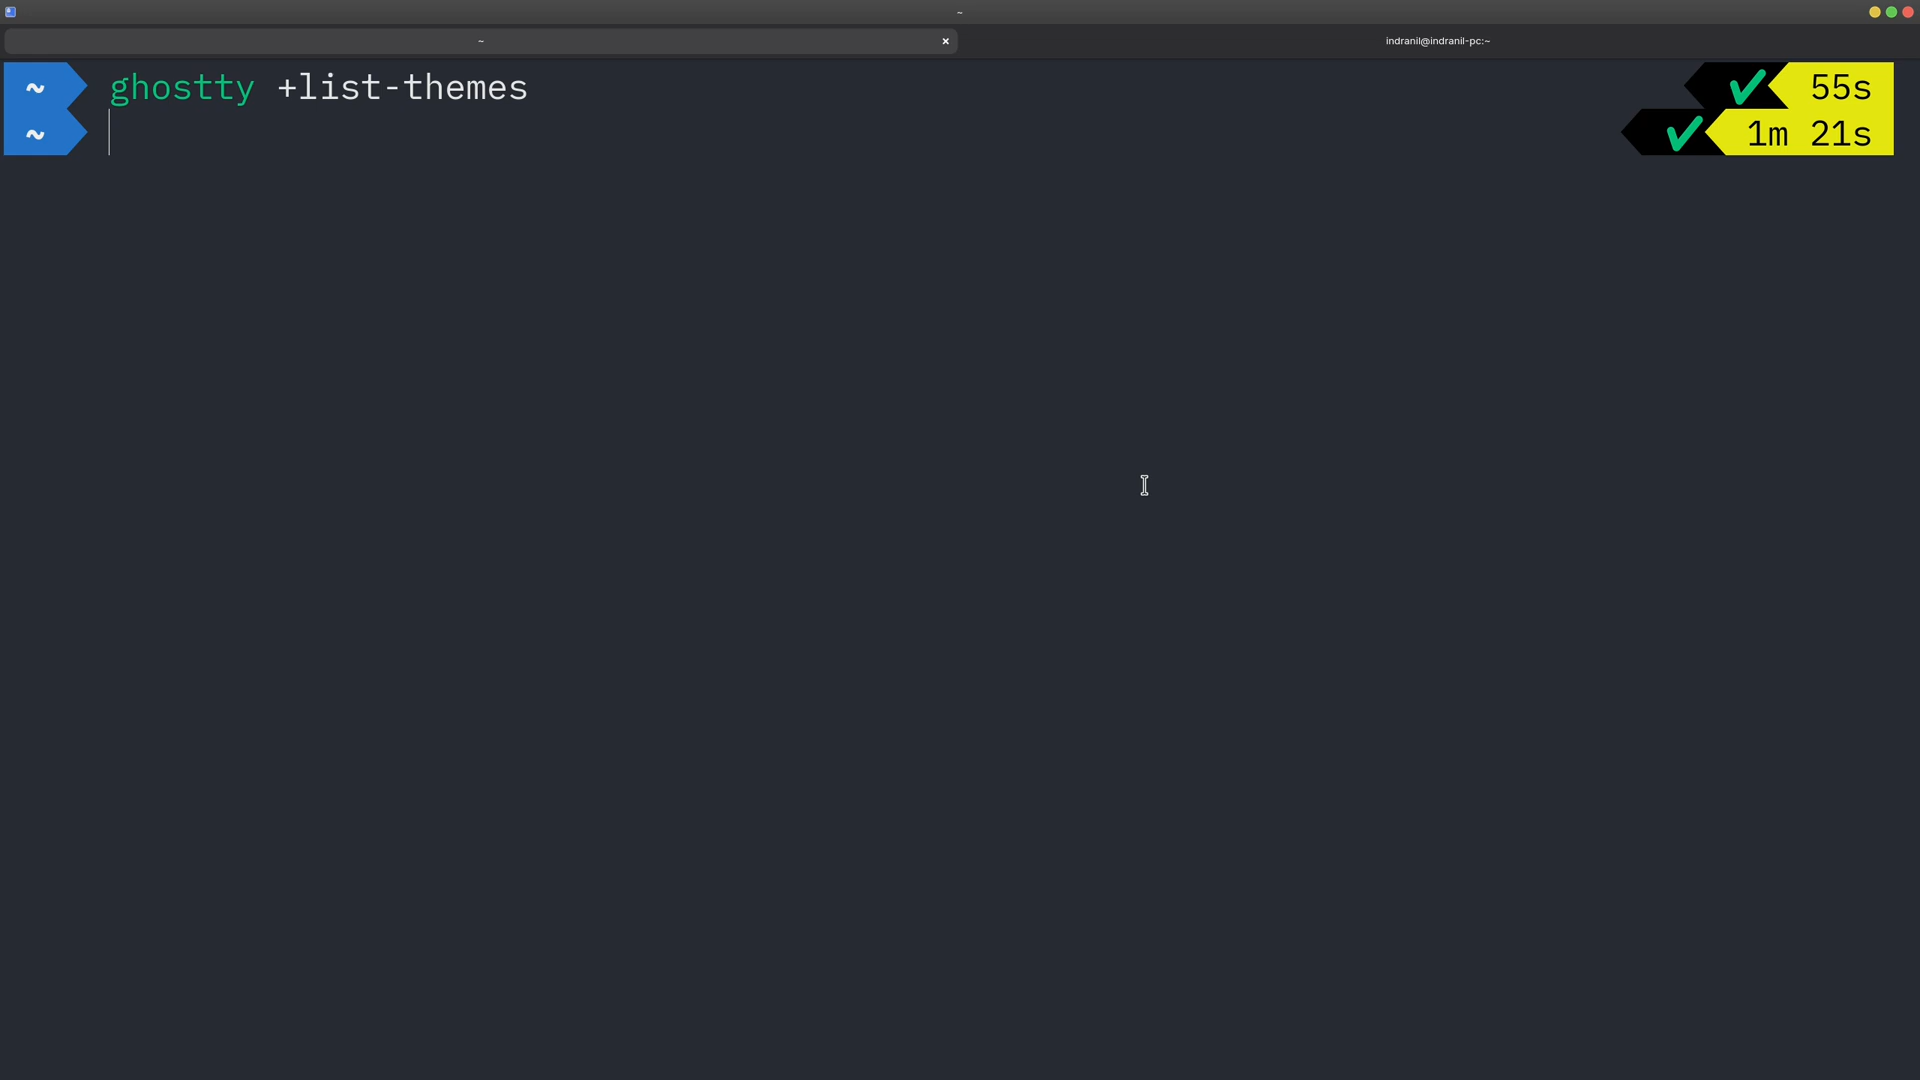 ~
~ indranil@indranil-pc:~
~ ghostty +list-themes ✔ 55s
~ ✔ 1m 21s